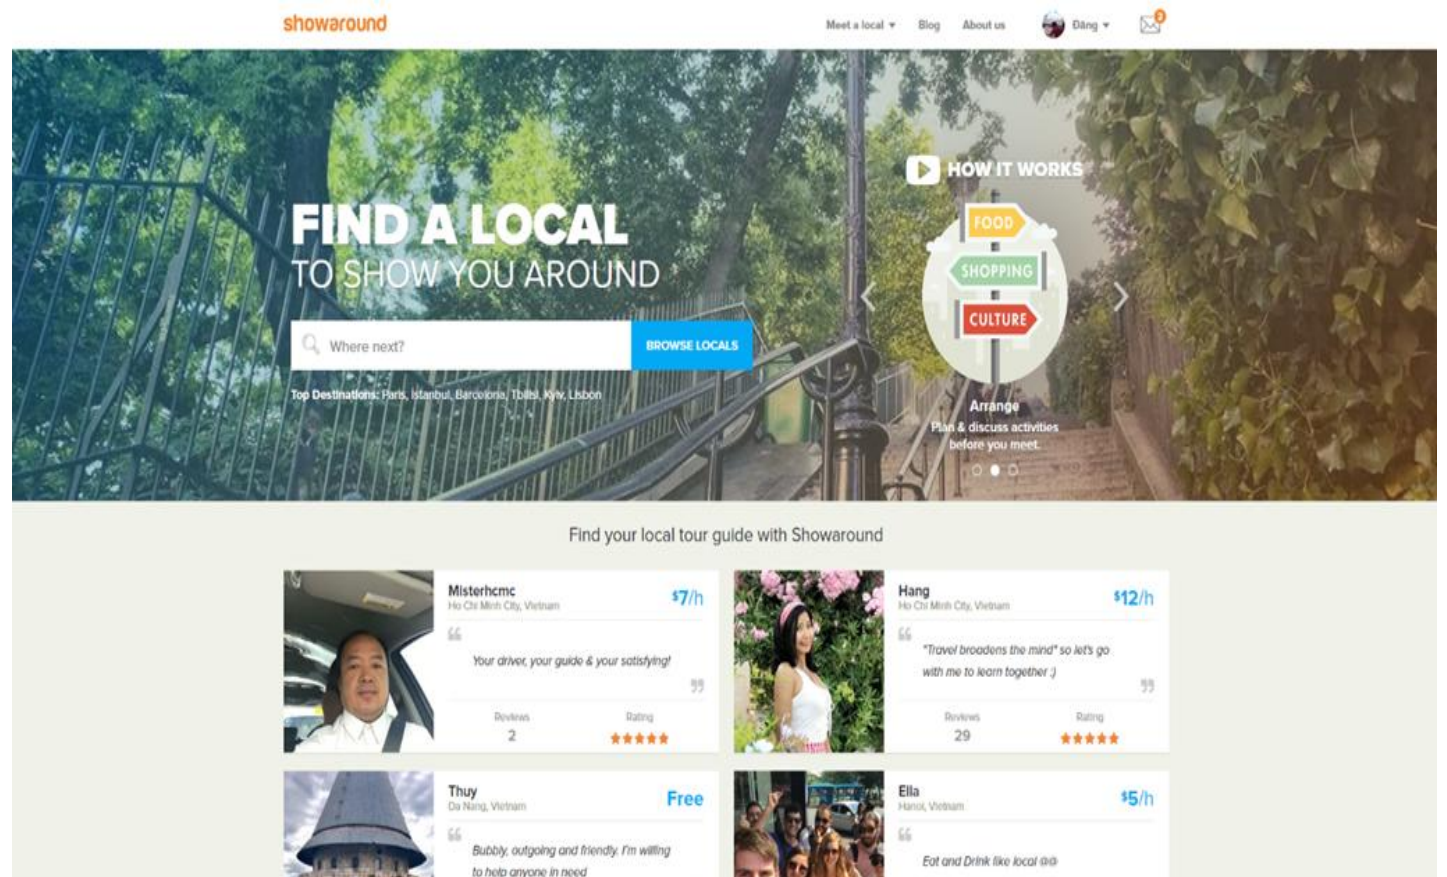 showaround
Meet a local
Blog
About us
Đăng
FIND A LOCAL
TO SHOW YOU AROUND
Where next?
BROWSE LOCALS
Top Destinations: Paris, Istanbul, Barcelona, Tbilisi, Kyiv, Lisbon
HOW IT WORKS
FOOD
SHOPPING
CULTURE
Arrange
Plan & discuss activities
before you meet.
Find your local tour guide with Showaround
Misterhcmc
$7/h
Ho Chi Minh City, Vietnam
Your driver, your guide & your satisfying!
Reviews
Rating
2
Hang
$12/h
Ho Chi Minh City, Vietnam
"Travel broadens the mind" so let's go
with me to learn together :)
Reviews
Rating
29
Thuy
Free
Da Nang, Vietnam
Bubbly, outgoing and friendly. I'm willing
to help anyone in need
Ella
$5/h
Hanoi, Vietnam
Eat and Drink like local @@